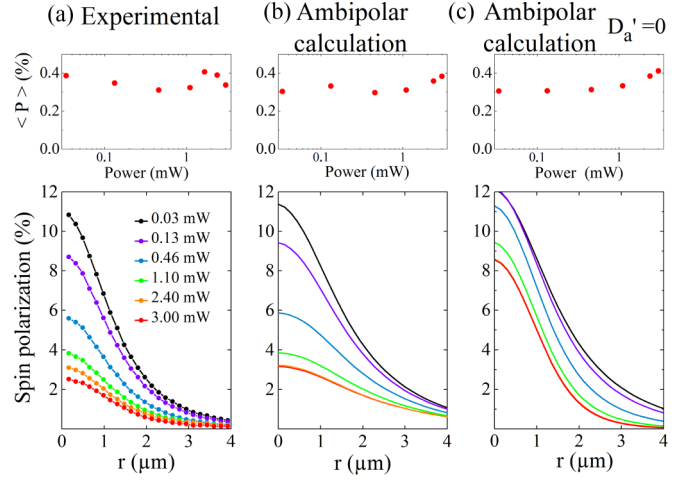 (a) Experimental
(b) Ambipolar calculation
(c) Ambipolar calculation D_a'=0
< P > (%)
0.4
0.2
0.0
0.1
1
Power (mW)
0.4
0.2
0.0
0.1
1
Power (mW)
0.4
0.2
0.0
0.1
1
Power (mW)
Spin polarization (%)
12
10
8
6
4
2
0.03 mW
0.13 mW
0.46 mW
1.10 mW
2.40 mW
3.00 mW
0 1 2 3 4
r (µm)
12
10
8
6
4
2
0 1 2 3 4
r (µm)
12
10
8
6
4
2
0 1 2 3 4
r (µm)